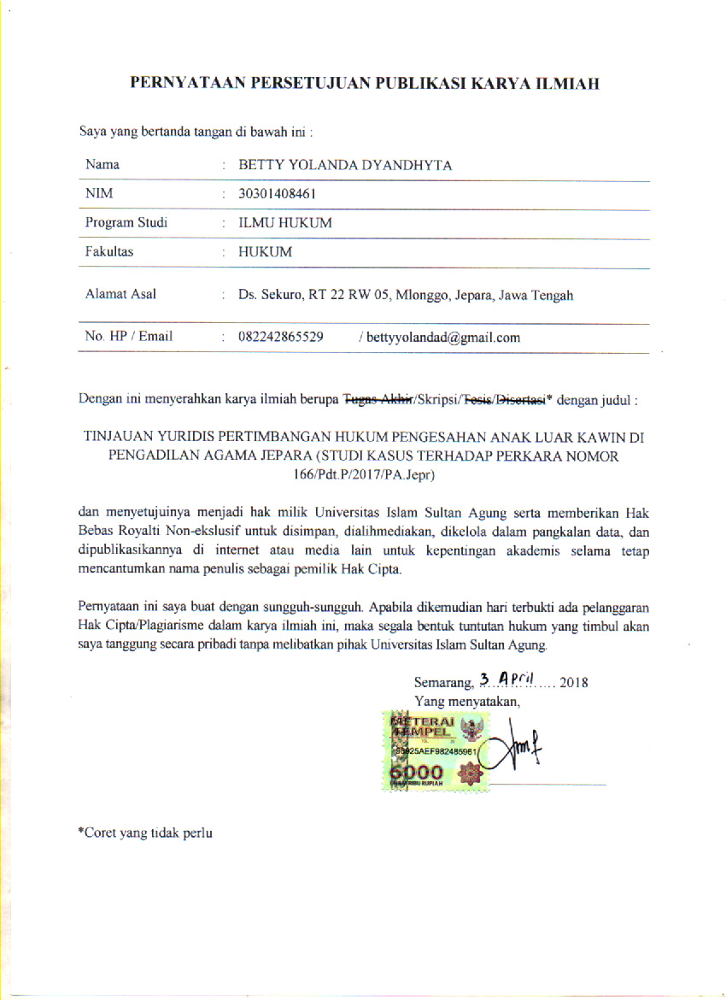 PERNYATAAN PERSETUJUAN PUBLIKASI KARYA ILMIAH
Saya yang bertanda tangan di bawah ini :
Nama : BETTY YOLANDA DYANDHYTA
NIM : 30301408461
Program Studi : ILMU HUKUM
Fakultas : HUKUM
Alamat Asal : Ds. Sekuro, RT 22 RW 05, Mlonggo, Jepara, Jawa Tengah
No. HP / Email : 082242865529 / bettyyolandad@gmail.com
Dengan ini menyerahkan karya ilmiah berupa Tugas Akhir/Skripsi/Tesis/Disertasi* dengan judul :
TINJAUAN YURIDIS PERTIMBANGAN HUKUM PENGESAHAN ANAK LUAR KAWIN DI
PENGADILAN AGAMA JEPARA (STUDI KASUS TERHADAP PERKARA NOMOR
166/Pdt.P/2017/PA.Jepr)
dan menyetujuinya menjadi hak milik Universitas Islam Sultan Agung serta memberikan Hak
Bebas Royalti Non-ekslusif untuk disimpan, dialihmediakan, dikelola dalam pangkalan data, dan
dipublikasikannya di internet atau media lain untuk kepentingan akademis selama tetap
mencantumkan nama penulis sebagai pemilik Hak Cipta.
Pernyataan ini saya buat dengan sungguh-sungguh. Apabila dikemudian hari terbukti ada pelanggaran
Hak Cipta/Plagiarisme dalam karya ilmiah ini, maka segala bentuk tuntutan hukum yang timbul akan
saya tanggung secara pribadi tanpa melibatkan pihak Universitas Islam Sultan Agung.
Semarang, 3 April 2018
Yang menyatakan,
METERAI
TEMPEL
6000
ENAM RIBU RUPIAH
*Coret yang tidak perlu